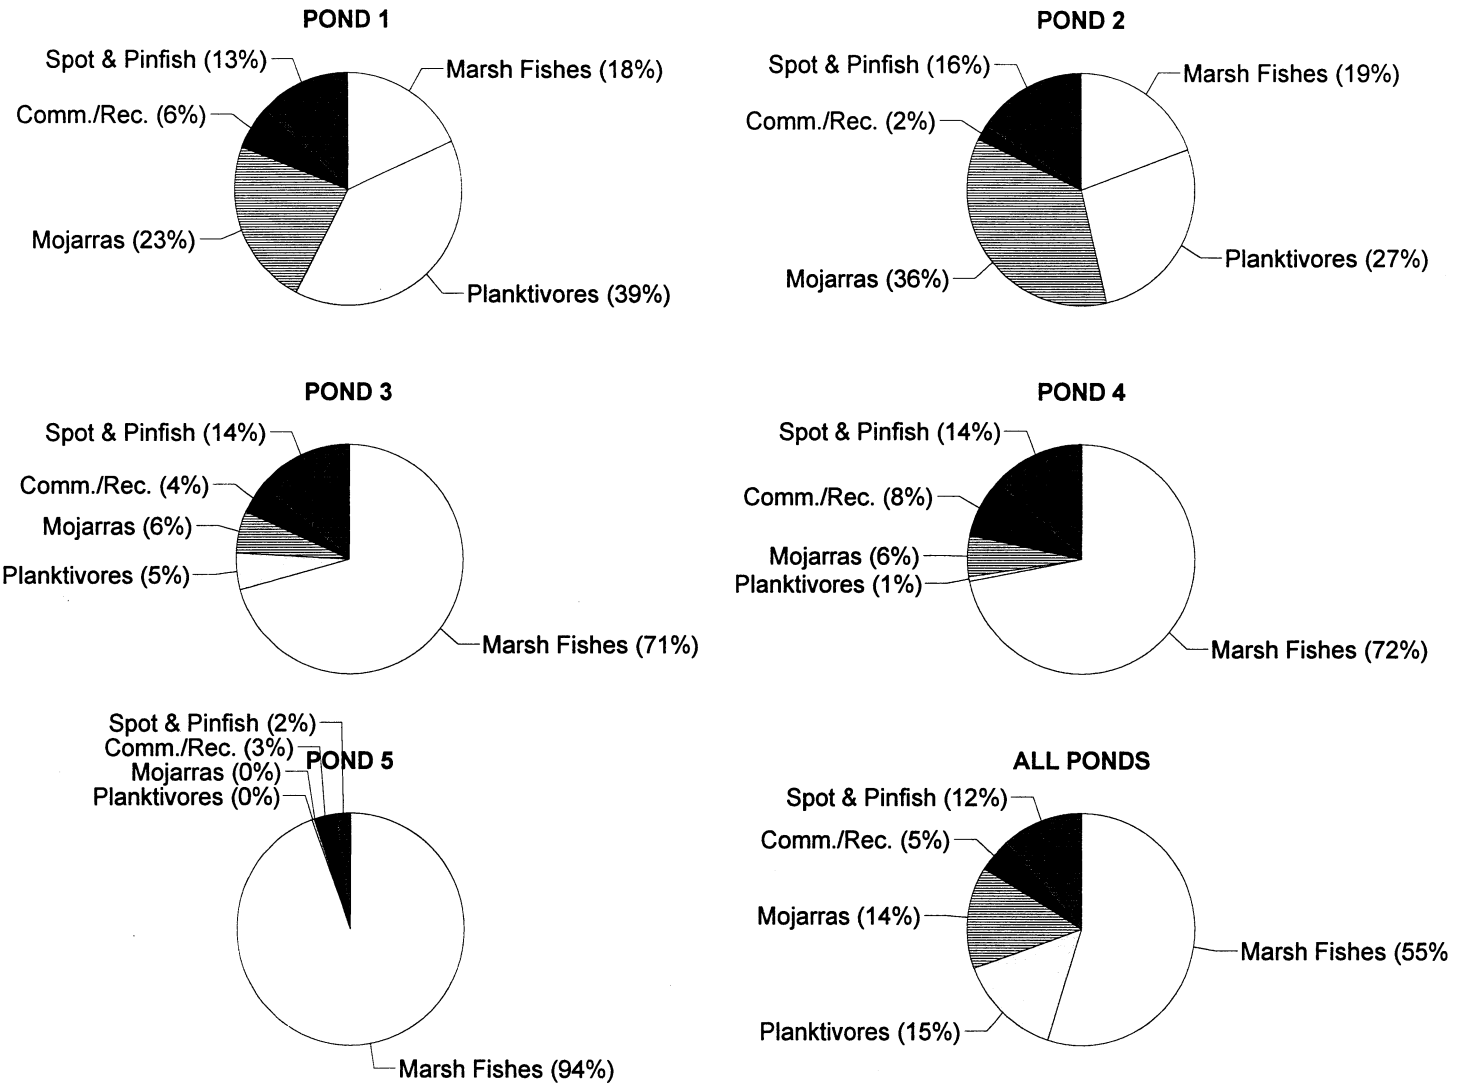 POND 1
Spot & Pinfish (13%)
Marsh Fishes (18%)
Comm./Rec. (6%)
Mojarras (23%)
Planktivores (39%)
POND 2
Spot & Pinfish (16%)
Marsh Fishes (19%)
Comm./Rec. (2%)
Mojarras (36%)
Planktivores (27%)
POND 3
Spot & Pinfish (14%)
Comm./Rec. (4%)
Mojarras (6%)
Planktivores (5%)
Marsh Fishes (71%)
POND 4
Spot & Pinfish (14%)
Comm./Rec. (8%)
Mojarras (6%)
Planktivores (1%)
Marsh Fishes (72%)
POND 5
Spot & Pinfish (2%)
Comm./Rec. (3%)
Mojarras (0%)
Planktivores (0%)
Marsh Fishes (94%)
ALL PONDS
Spot & Pinfish (12%)
Comm./Rec. (5%)
Mojarras (14%)
Planktivores (15%)
Marsh Fishes (55%